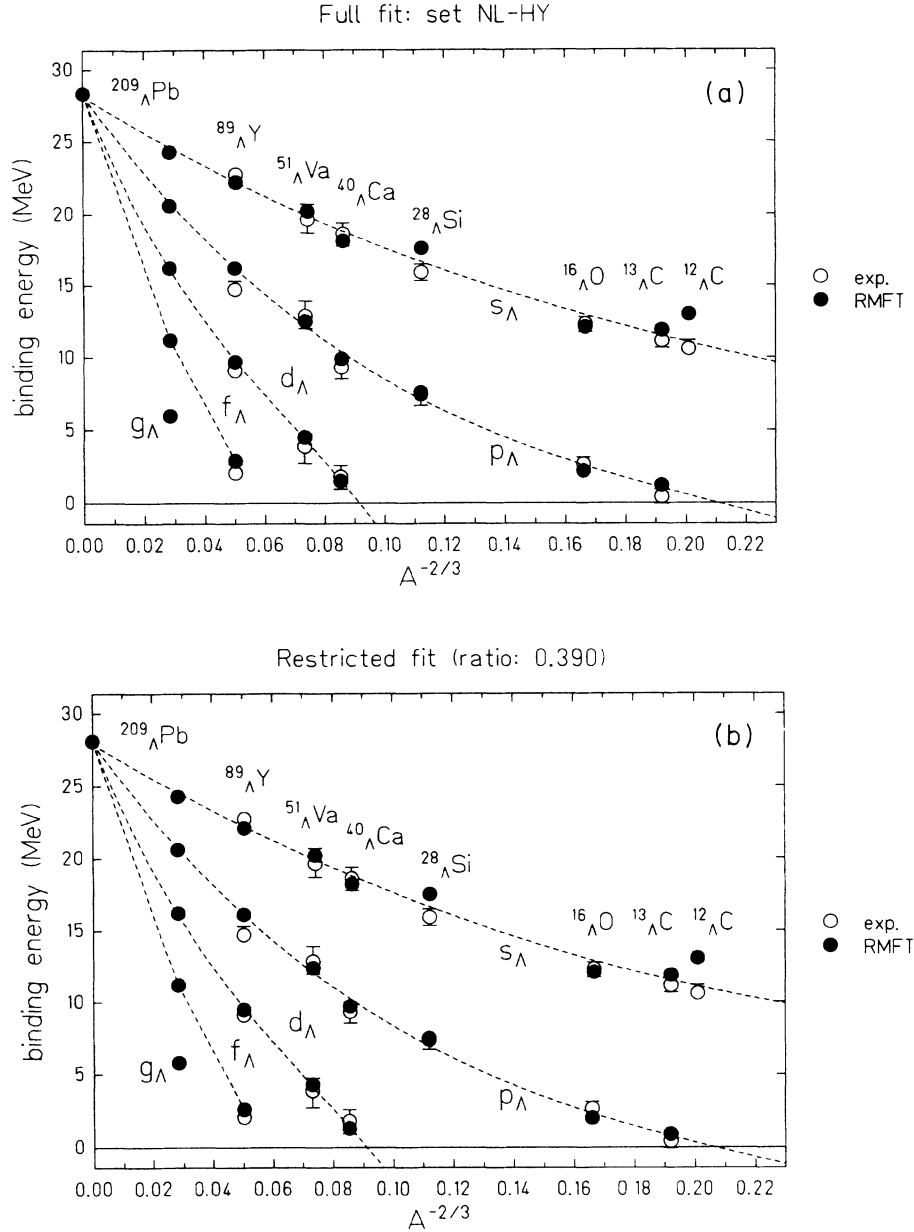 Full fit: set NL-HY
30
25
20
15
10
5
0
binding energy (MeV)
(a)
²⁰⁹ΛPb
⁸⁹ΛY
⁵¹ΛVa
⁴⁰ΛCa
²⁸ΛSi
¹⁶ΛO ¹³ΛC ¹²ΛC
sΛ
pΛ
dΛ
fΛ
gΛ
exp.
RMFT
0.00 0.02 0.04 0.06 0.08 0.10 0.12 0.14 0.16 0.18 0.20 0.22
A⁻²/³
Restricted fit (ratio: 0.390)
30
25
20
15
10
5
0
binding energy (MeV)
(b)
²⁰⁹ΛPb
⁸⁹ΛY
⁵¹ΛVa
⁴⁰ΛCa
²⁸ΛSi
¹⁶ΛO ¹³ΛC ¹²ΛC
sΛ
pΛ
dΛ
fΛ
gΛ
exp.
RMFT
0.00 0.02 0.04 0.06 0.08 0.10 0.12 0.14 0.16 0.18 0.20 0.22
A⁻²/³